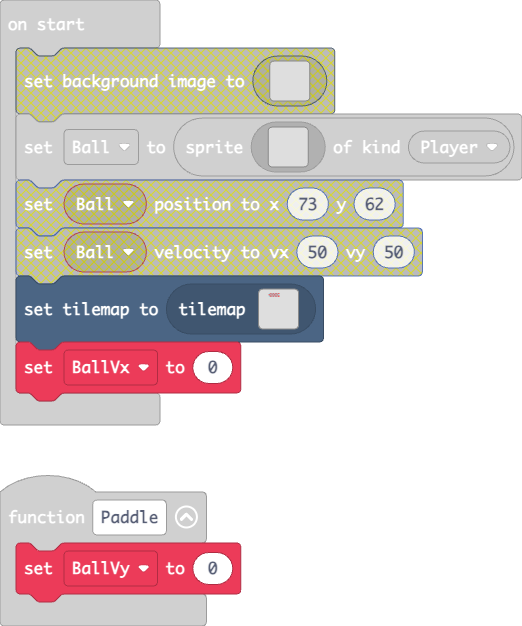 on start
set background image to
set Ball to sprite of kind Player
set Ball position to x 73 y 62
set Ball velocity to vx 50 vy 50
set tilemap to tilemap
set BallVx to 0
function Paddle
set BallVy to 0